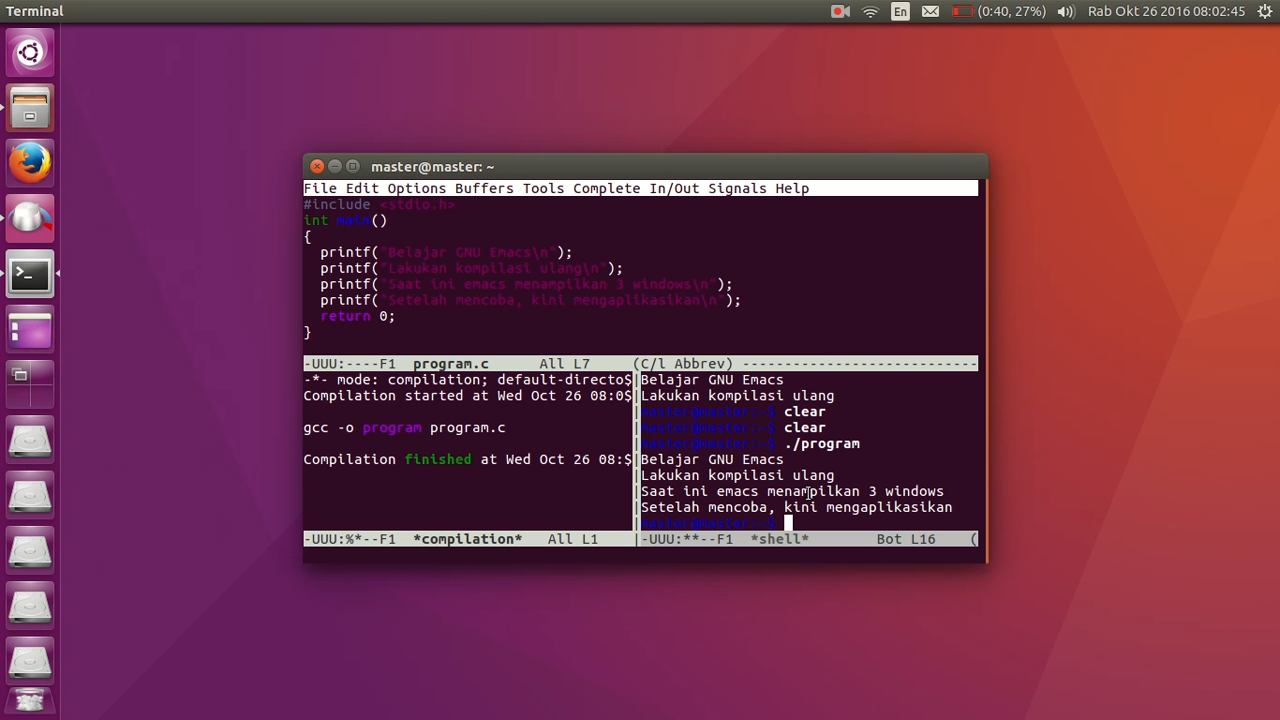 Terminal
En
(0:40, 27%)
Rab Okt 26 2016 08:02:45
master@master: ~
File Edit Options Buffers Tools Complete In/Out Signals Help
#include <stdio.h>
int main()
{
  printf("Belajar GNU Emacs\n");
  printf("Lakukan kompilasi ulang\n");
  printf("Saat ini emacs menampilkan 3 windows\n");
  printf("Setelah mencoba, kini mengaplikasikan\n");
  return 0;
}
-UUU:----F1  program.c      All L7     (C/l Abbrev) ----------------------------
-*- mode: compilation; default-directo$
Compilation started at Wed Oct 26 08:0$
gcc -o program program.c
Compilation finished at Wed Oct 26 08:$
-UUU:%*--F1  *compilation*   All L1
|Belajar GNU Emacs
|Lakukan kompilasi ulang
|master@master:~$ clear
|master@master:~$ clear
|master@master:~$ ./program
|Belajar GNU Emacs
|Lakukan kompilasi ulang
|Saat ini emacs menampilkan 3 windows
|Setelah mencoba, kini mengaplikasikan
|master@master:~$
|-UUU:**--F1  *shell*        Bot L16    (